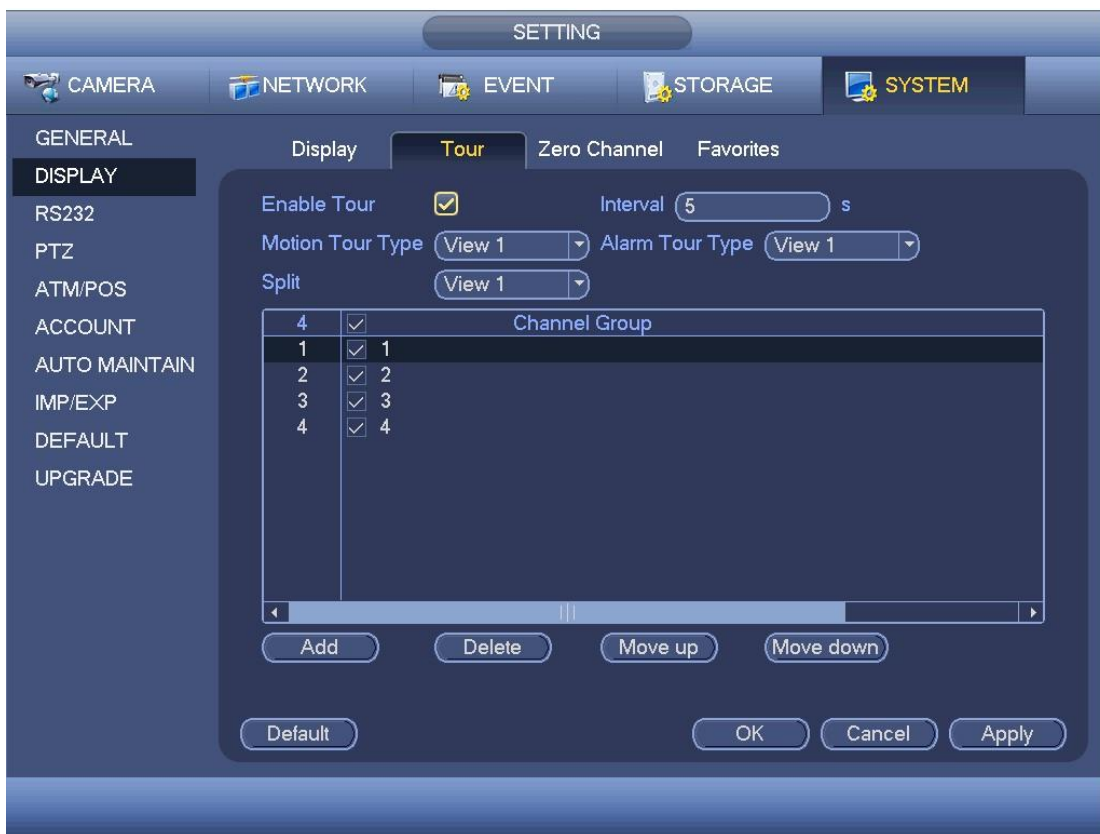 SETTING
CAMERA NETWORK EVENT STORAGE SYSTEM
GENERAL
DISPLAY
RS232
PTZ
ATM/POS
ACCOUNT
AUTO MAINTAIN
IMP/EXP
DEFAULT
UPGRADE
Display Tour Zero Channel Favorites
Enable Tour Interval 5 s
Motion Tour Type View 1 Alarm Tour Type View 1
Split View 1
4 Channel Group
1 1
2 2
3 3
4 4
Add Delete Move up Move down
Default OK Cancel Apply